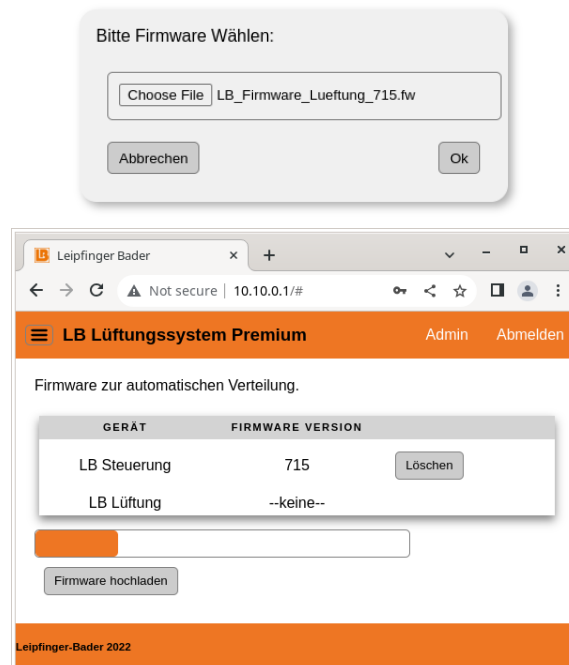 Bitte Firmware Wählen:
Choose File LB_Firmware_Lueftung_715.fw
Abbrechen Ok
LB Leipfinger Bader
Not secure 10.10.0.1/#
LB Lüftungssystem Premium Admin Abmelden
Firmware zur automatischen Verteilung.
GERÄT FIRMWARE VERSION
LB Steuerung 715 Löschen
LB Lüftung --keine--
Firmware hochladen
Leipfinger-Bader 2022